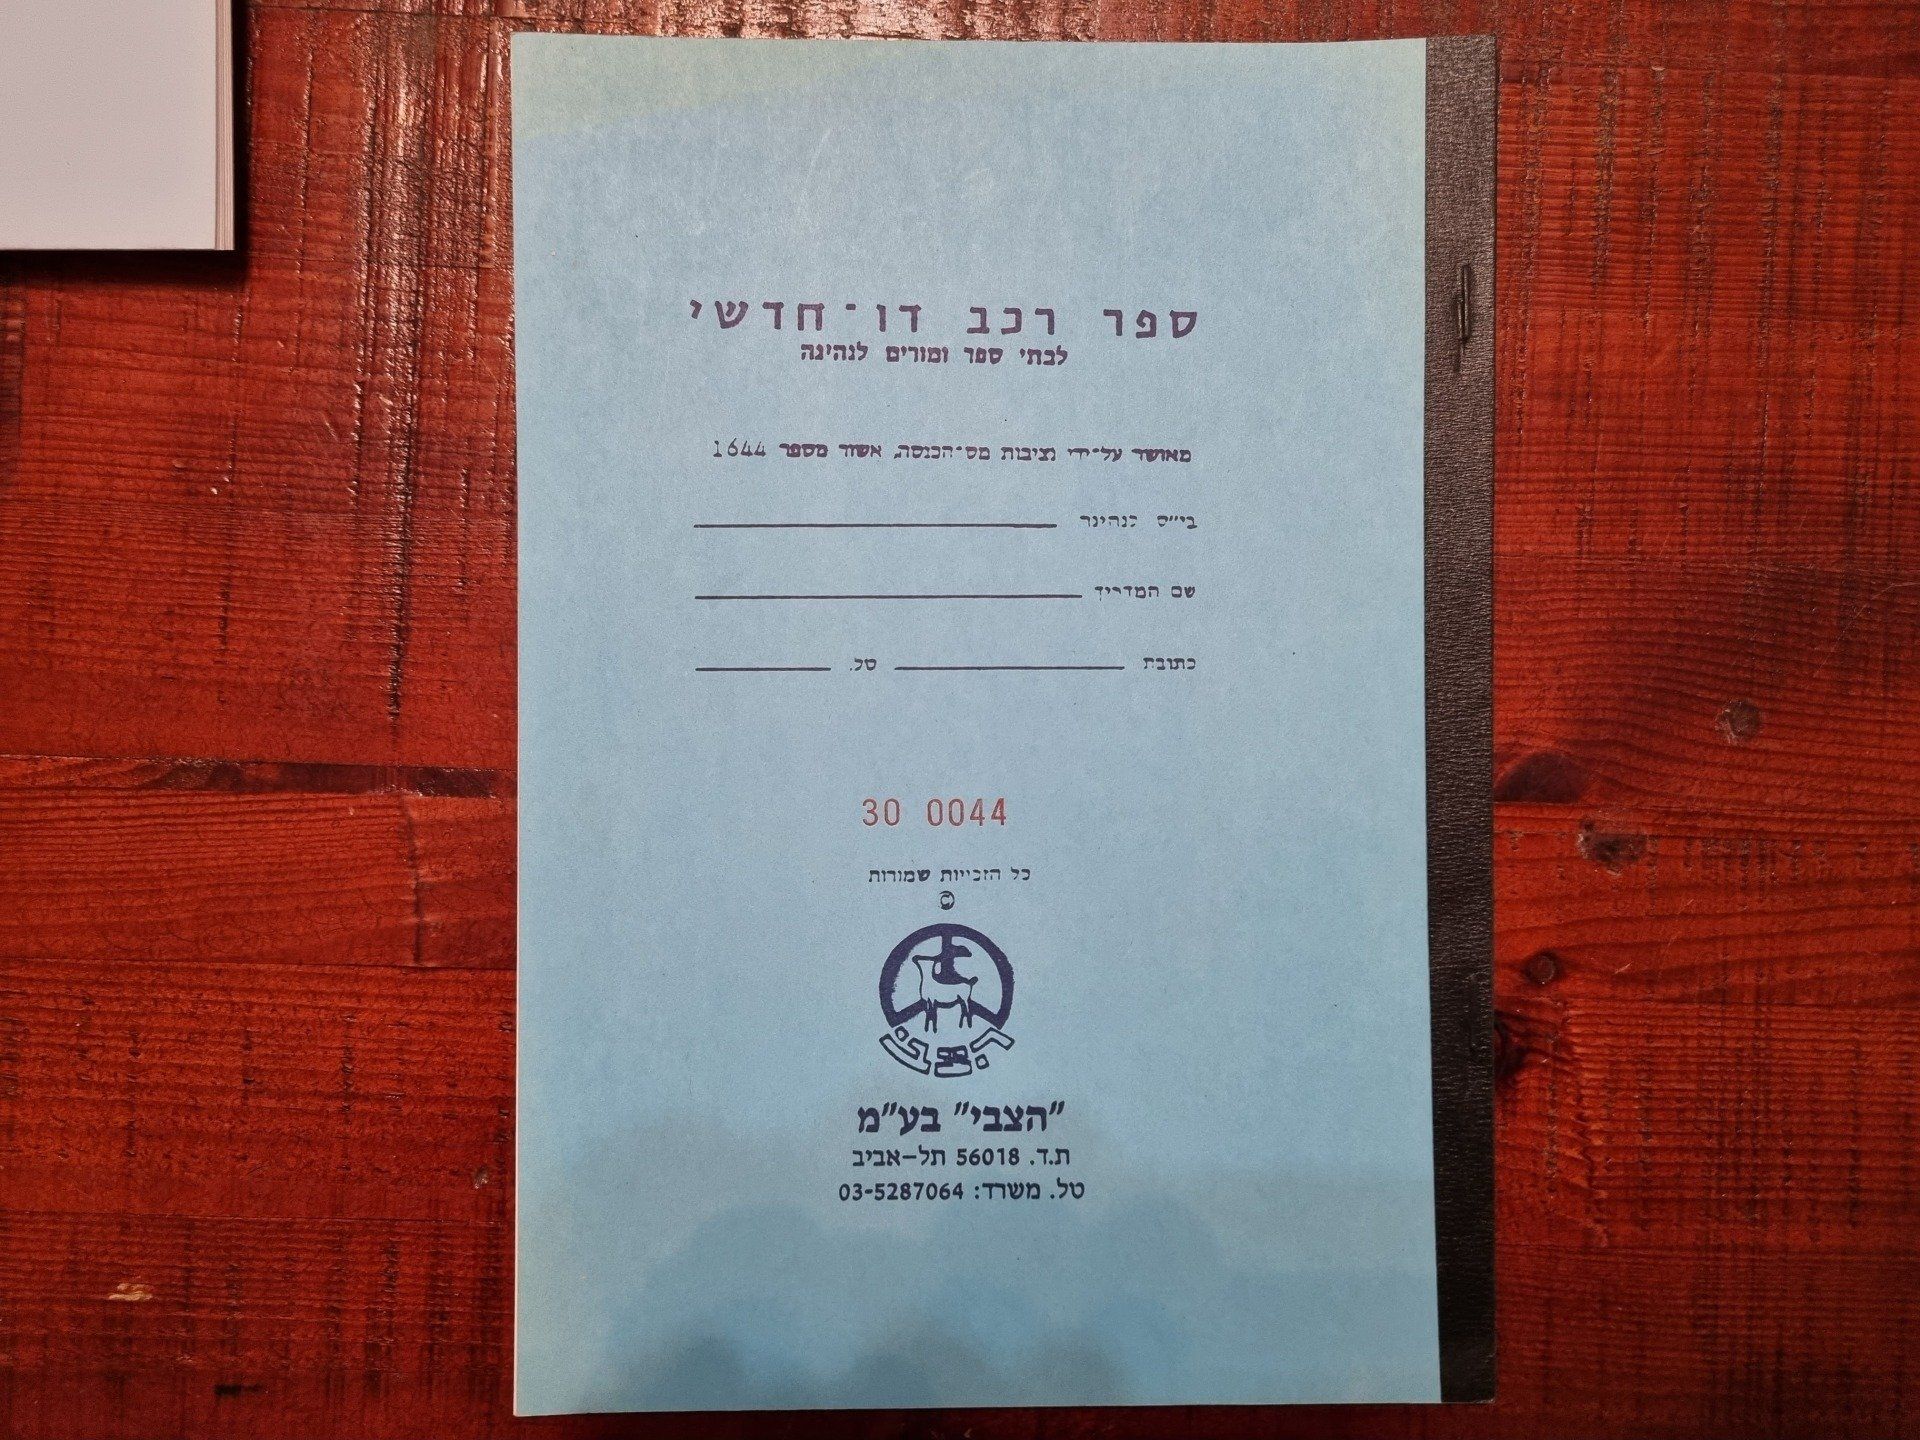 ספר רכב דו־חדשי
לבתי ספר ומורים לנהיגה
מאושר על־ידי נציבות מס־הכנסה, אשור מספר 1644
בי"ס לנהיגה
שם המדריך
כתובת טל.
30 0044
כל הזכויות שמורות
©
הצבי
"הצבי" בע"מ
ת.ד. 56018 תל–אביב
טל. משרד: 03-5287064